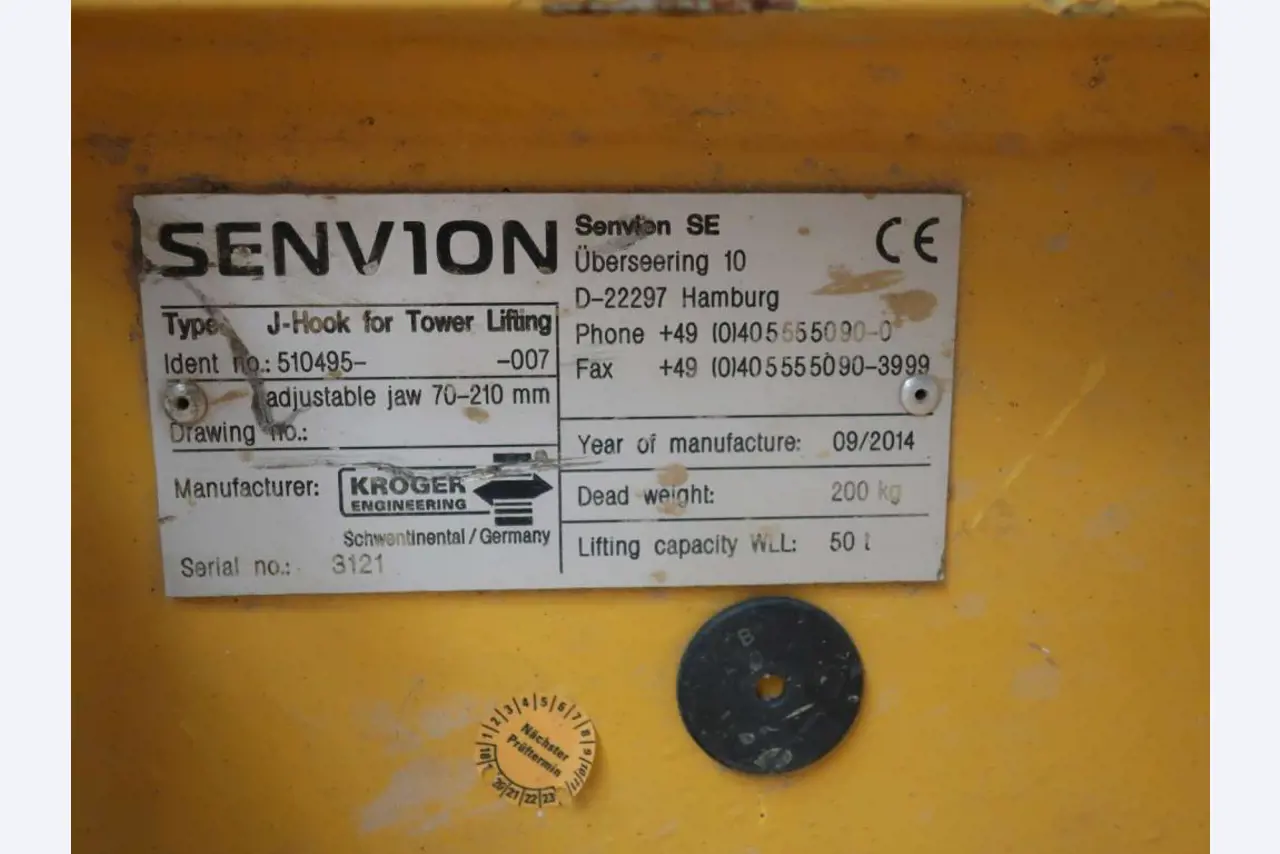 SENV1ON
Type: J-Hook for Tower Lifting
Ident no.: 510495- -007
adjustable jaw 70-210 mm
Drawing no.:
Manufacturer: KRÖGER
ENGINEERING
Schwentinental / Germany
Serial no.: 3121
Senvion SE
Überseering 10
D-22297 Hamburg
Phone +49 (0)40 5555090-0
Fax +49 (0)40 5555090-3999
CE
Year of manufacture: 09/2014
Dead weight: 200 kg
Lifting capacity WLL: 50 t
B
1 2 3 4 5 6 7 8 9 10 11
Nächster
Prüftermin
20 21 22 23